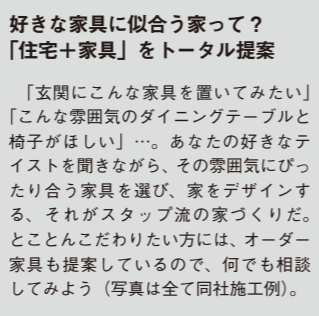 好きな家具に似合う家って？
「住宅＋家具」をトータル提案
「玄関にこんな家具を置いてみたい」
「こんな雰囲気のダイニングテーブルと
椅子がほしい」…。あなたの好きなテ
イストを聞きながら、その雰囲気にぴっ
たり合う家具を選び、家をデザインす
る、それがスタップ流の家づくりだ。
とことんこだわりたい方には、オーダー
家具も提案しているので、何でも相談
してみよう（写真は全て同社施工例）。